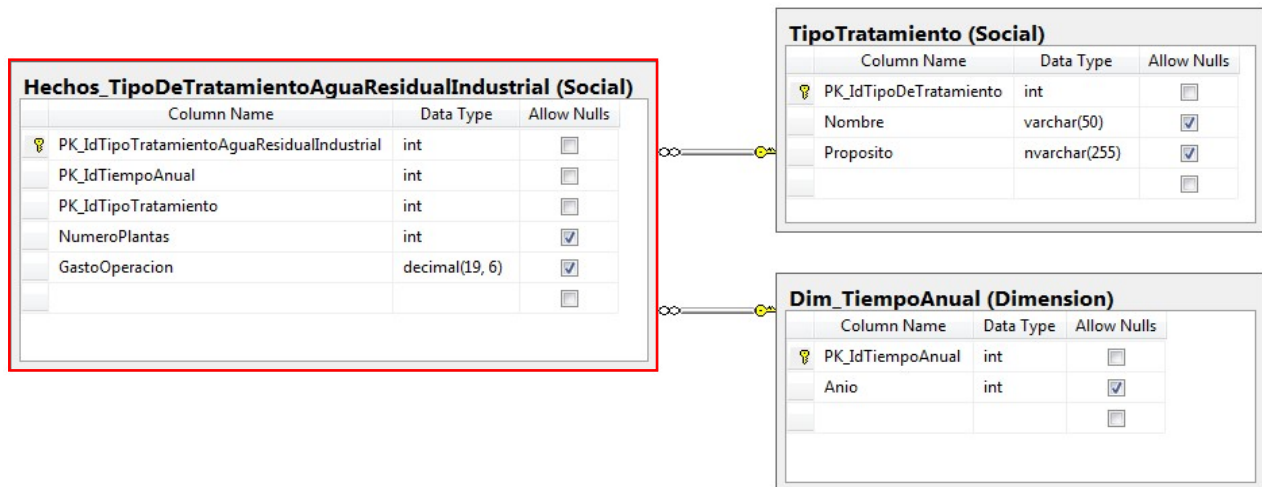 Hechos_TipoDeTratamientoAguaResidualIndustrial (Social)
Column Name Data Type Allow Nulls
PK_IdTipoTratamientoAguaResidualIndustrial int
PK_IdTiempoAnual int
PK_IdTipoTratamiento int
NumeroPlantas int
GastoOperacion decimal(19, 6)
TipoTratamiento (Social)
Column Name Data Type Allow Nulls
PK_IdTipoDeTratamiento int
Nombre varchar(50)
Proposito nvarchar(255)
Dim_TiempoAnual (Dimension)
Column Name Data Type Allow Nulls
PK_IdTiempoAnual int
Anio int